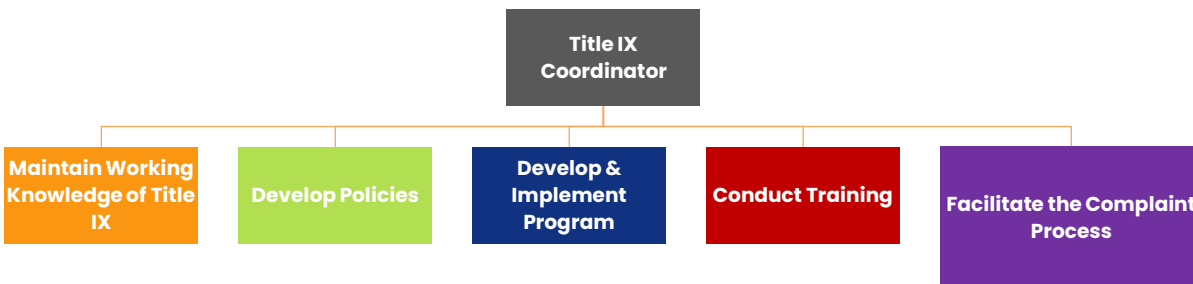 Title IX
Coordinator
Maintain Working
Knowledge of Title
IX
Develop Policies
Develop &
Implement
Program
Conduct Training
Facilitate the Complaint
Process